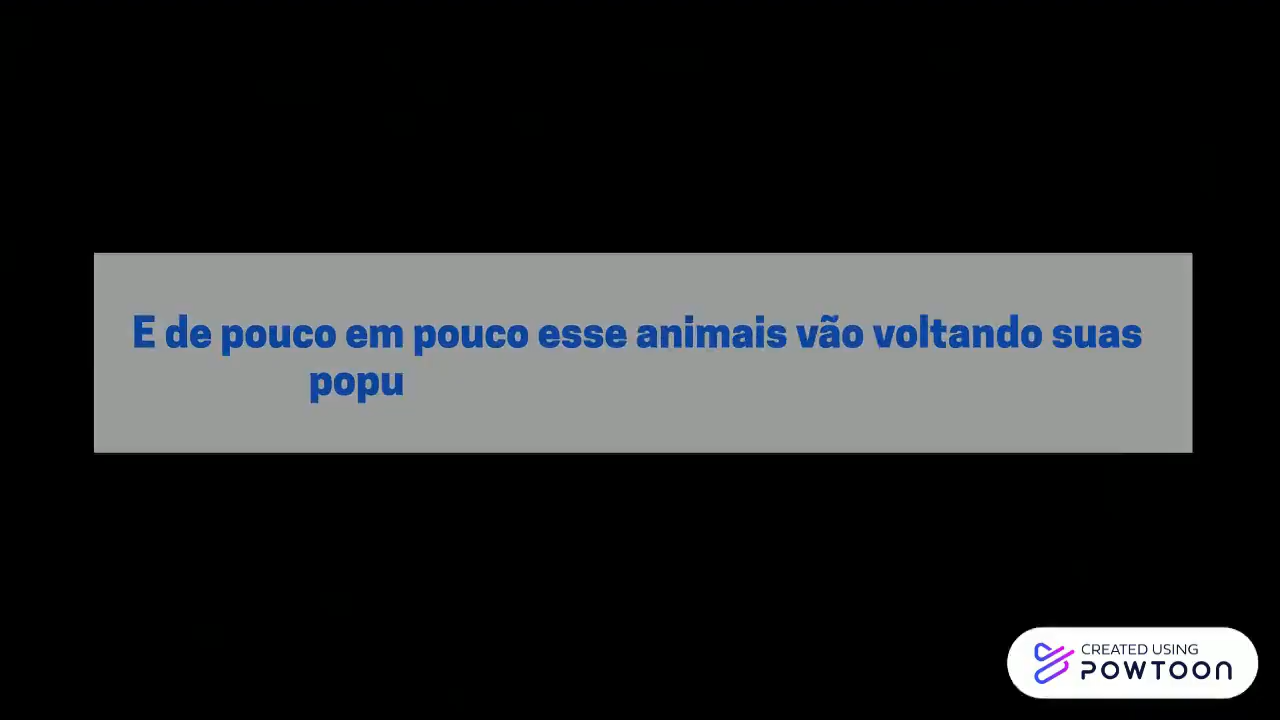 E de pouco em pouco esse animais vão voltando suas
popu
CREATED USING
POWTOON